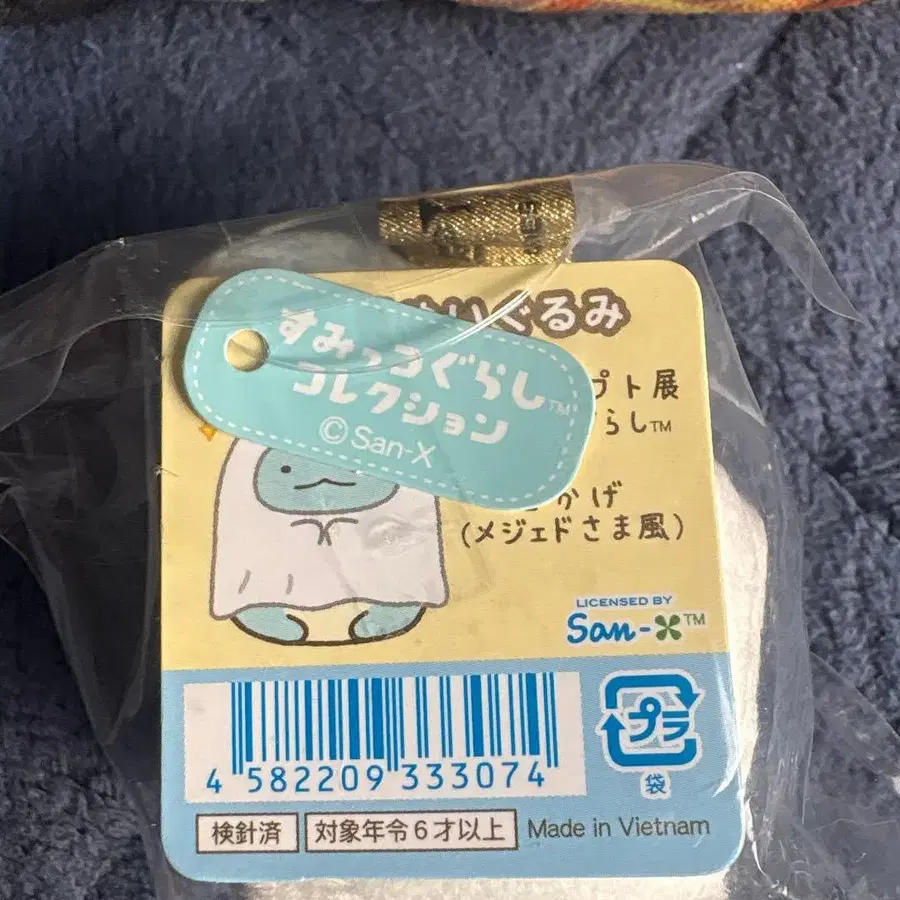 ぐるみ
すみっコぐらし™
コレクション
©San-X
プト展
らし™
かげ
(メジェドさま風)
LICENSED BY
San-X™
プラ
袋
4 582209 333074
検針済
対象年令6才以上
Made in Vietnam